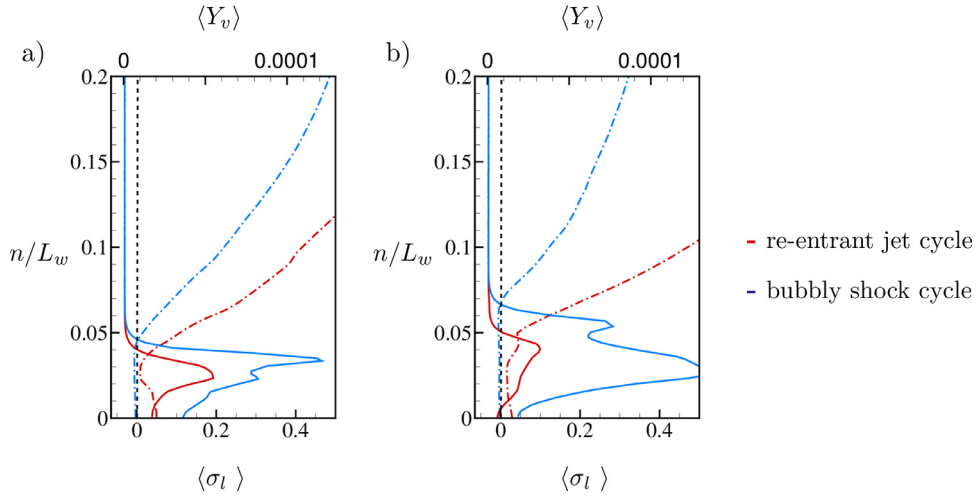 ⟨Y_v⟩ ⟨Y_v⟩
a) 0 0.0001 b) 0 0.0001
0.2 0.2
0.15 0.15
0.1 0.1
n/L_w n/L_w
re-entrant jet cycle
bubbly shock cycle
0.05 0.05
0 0
0 0.2 0.4 0 0.2 0.4
⟨σ_l ⟩ ⟨σ_l ⟩